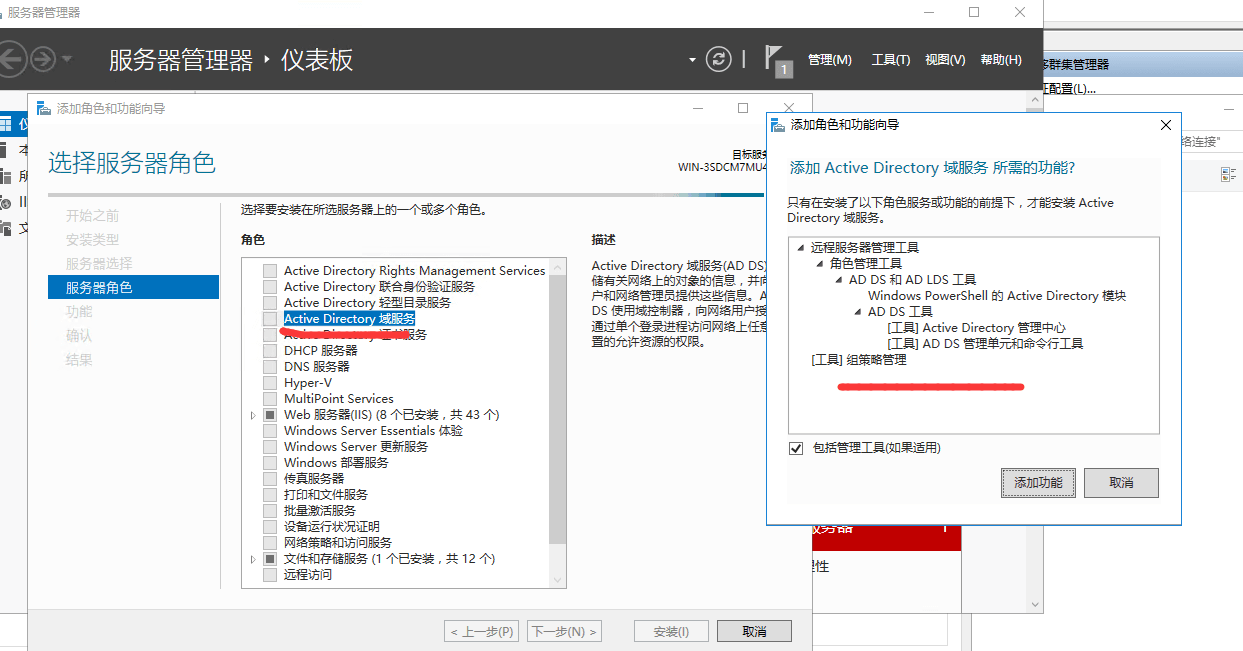 服务器管理器
服务器管理器 · 仪表板
1
管理(M) 工具(T) 视图(V) 帮助(H)
群集管理器
配置(L)...
络连接"
添加角色和功能向导
选择服务器角色
目标服务
WIN-3SDCM7MU4
开始之前
安装类型
服务器选择
服务器角色
功能
确认
结果
选择要安装在所选服务器上的一个或多个角色。
角色
Active Directory Rights Management Services
Active Directory 联合身份验证服务
Active Directory 轻型目录服务
Active Directory 域服务
Active Directory 证书服务
DHCP 服务器
DNS 服务器
Hyper-V
MultiPoint Services
Web 服务器(IIS) (8 个已安装，共 43 个)
Windows Server Essentials 体验
Windows Server 更新服务
Windows 部署服务
传真服务器
打印和文件服务
批量激活服务
设备运行状况证明
网络策略和访问服务
文件和存储服务 (1 个已安装，共 12 个)
远程访问
描述
Active Directory 域服务(AD DS)
储有关网络上的对象的信息，并向
户和网络管理员提供这些信息。A
DS 使用域控制器，向网络用户授
通过单个登录进程访问网络上任意
置的允许资源的权限。
< 上一步(P)
下一步(N) >
安装(I)
取消
添加角色和功能向导
添加 Active Directory 域服务 所需的功能?
只有在安装了以下角色服务或功能的前提下，才能安装 Active
Directory 域服务。
远程服务器管理工具
角色管理工具
AD DS 和 AD LDS 工具
Windows PowerShell 的 Active Directory 模块
AD DS 工具
[工具] Active Directory 管理中心
[工具] AD DS 管理单元和命令行工具
[工具] 组策略管理
包括管理工具(如果适用)
添加功能
取消
服务器 1
性